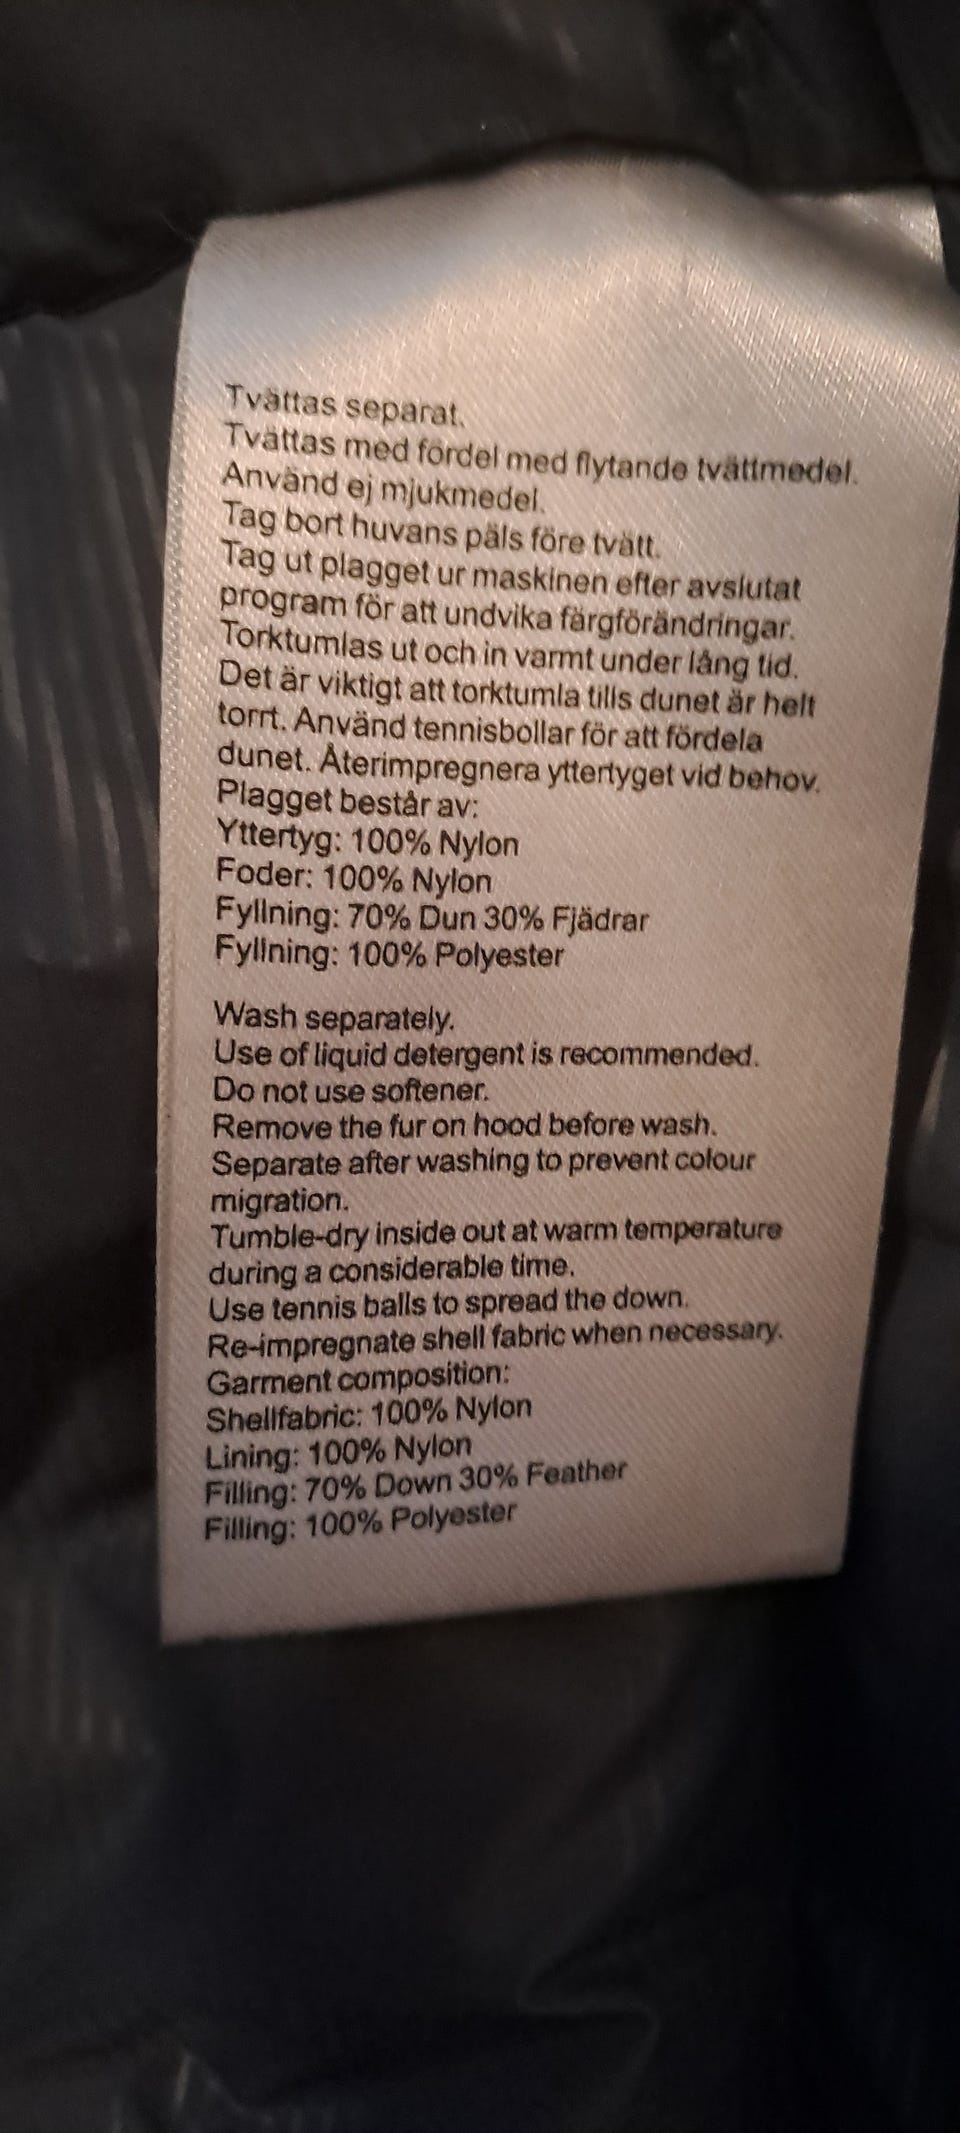 Tvättas separat.
Tvättas med fördel med flytande tvättmedel.
Använd ej mjukmedel.
Tag bort huvans päls före tvätt.
Tag ut plagget ur maskinen efter avslutat
program för att undvika färgförändringar.
Torktumlas ut och in varmt under lång tid.
Det är viktigt att torktumla tills dunet är helt
torrt. Använd tennisbollar för att fördela
dunet. Återimpregnera yttertyget vid behov.
Plagget består av:
Yttertyg: 100% Nylon
Foder: 100% Nylon
Fyllning: 70% Dun 30% Fjädrar
Fyllning: 100% Polyester
Wash separately.
Use of liquid detergent is recommended.
Do not use softener.
Remove the fur on hood before wash.
Separate after washing to prevent colour
migration.
Tumble-dry inside out at warm temperature
during a considerable time.
Use tennis balls to spread the down.
Re-impregnate shell fabric when necessary.
Garment composition:
Shellfabric: 100% Nylon
Lining: 100% Nylon
Filling: 70% Down 30% Feather
Filling: 100% Polyester